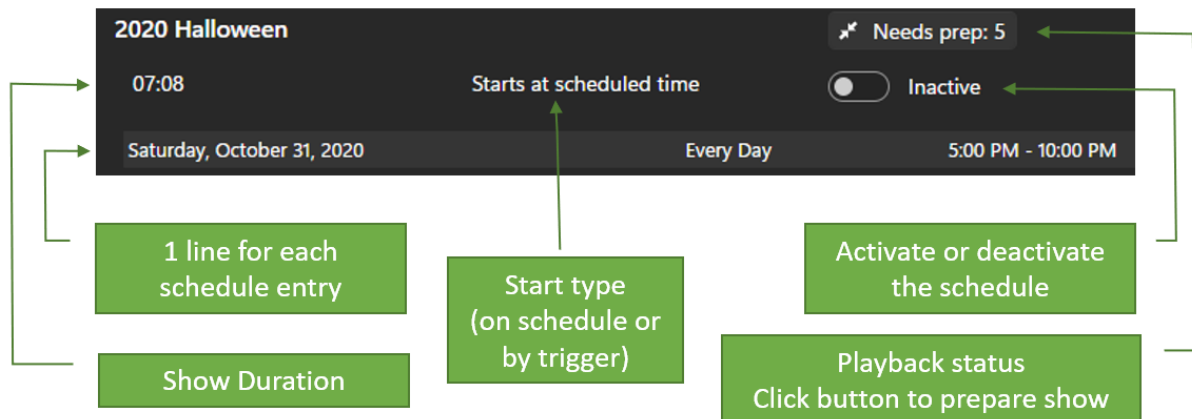 2020 Halloween
Needs prep: 5
07:08
Starts at scheduled time
Inactive
Saturday, October 31, 2020
Every Day
5:00 PM - 10:00 PM
1 line for each
schedule entry
Start type
(on schedule or
by trigger)
Activate or deactivate
the schedule
Show Duration
Playback status
Click button to prepare show